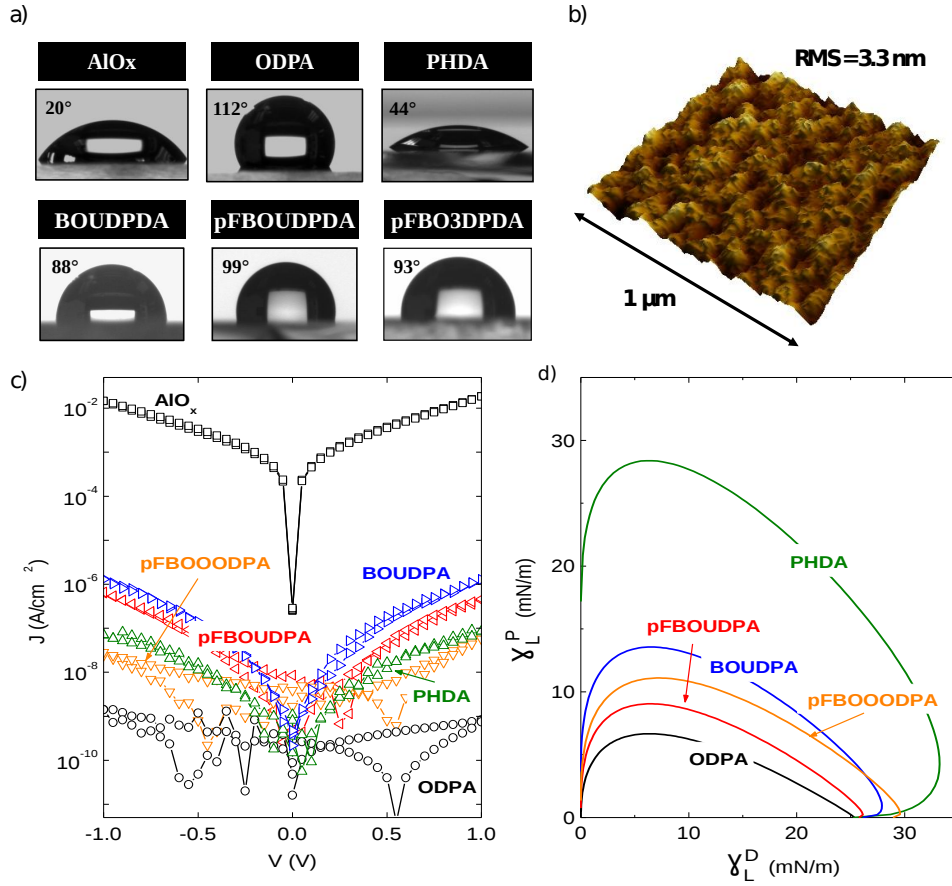 a)
AlOx
ODPA
PHDA
20°
112°
44°
BOUDPDA
pFBOUDPDA
pFBO3DPDA
88°
99°
93°
b)
RMS=3.3 nm
1 μm
c)
J (A/cm²)
10⁻²
10⁻⁴
10⁻⁶
10⁻⁸
10⁻¹⁰
AlOₓ
pFBOOODPA
BOUDPA
pFBOUDPA
PHDA
ODPA
-1.0 -0.5 0.0 0.5 1.0
V (V)
d)
ɣ_L^P (mN/m)
30
20
10
0
PHDA
pFBOUDPA
BOUDPA
pFBOOODPA
ODPA
0 10 20 30
ɣ_L^D (mN/m)